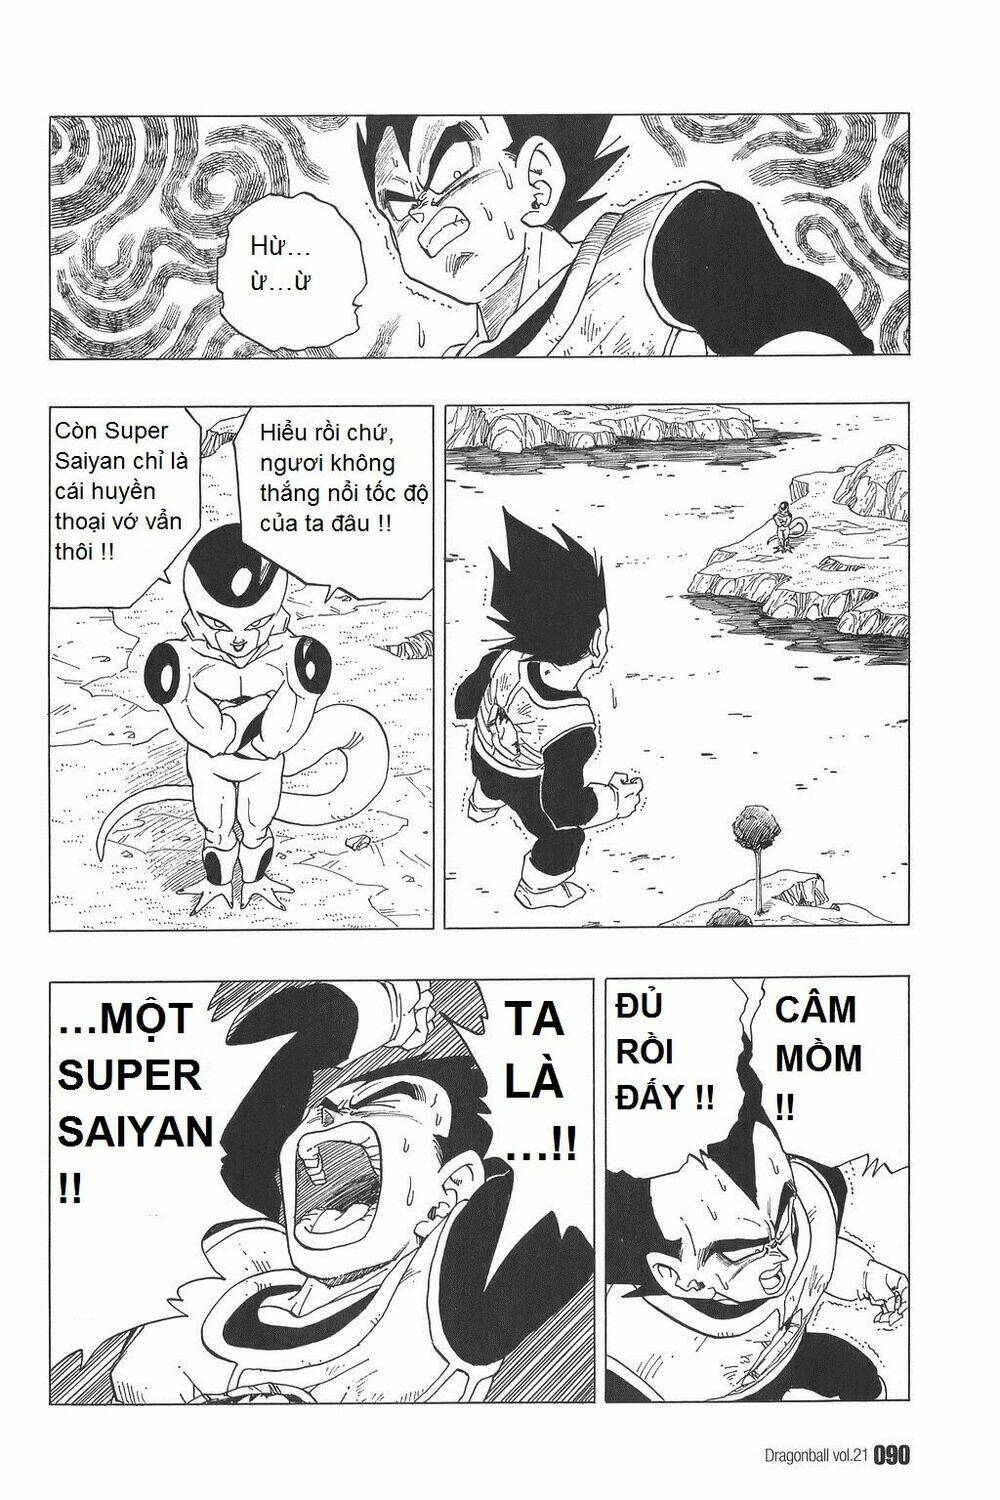 Hừ...
ừ...ừ
Hiểu rồi chứ,
ngươi không
thắng nổi tốc độ
của ta đâu !!
Còn Super
Saiyan chỉ là
cái huyền
thoại vớ vẩn
thôi !!
CÂM
MỒM
!!
ĐỦ
RỒI
ĐẤY !!
TA
LÀ
...!!
...MỘT
SUPER
SAIYAN
!!
Dragonball vol.21 090